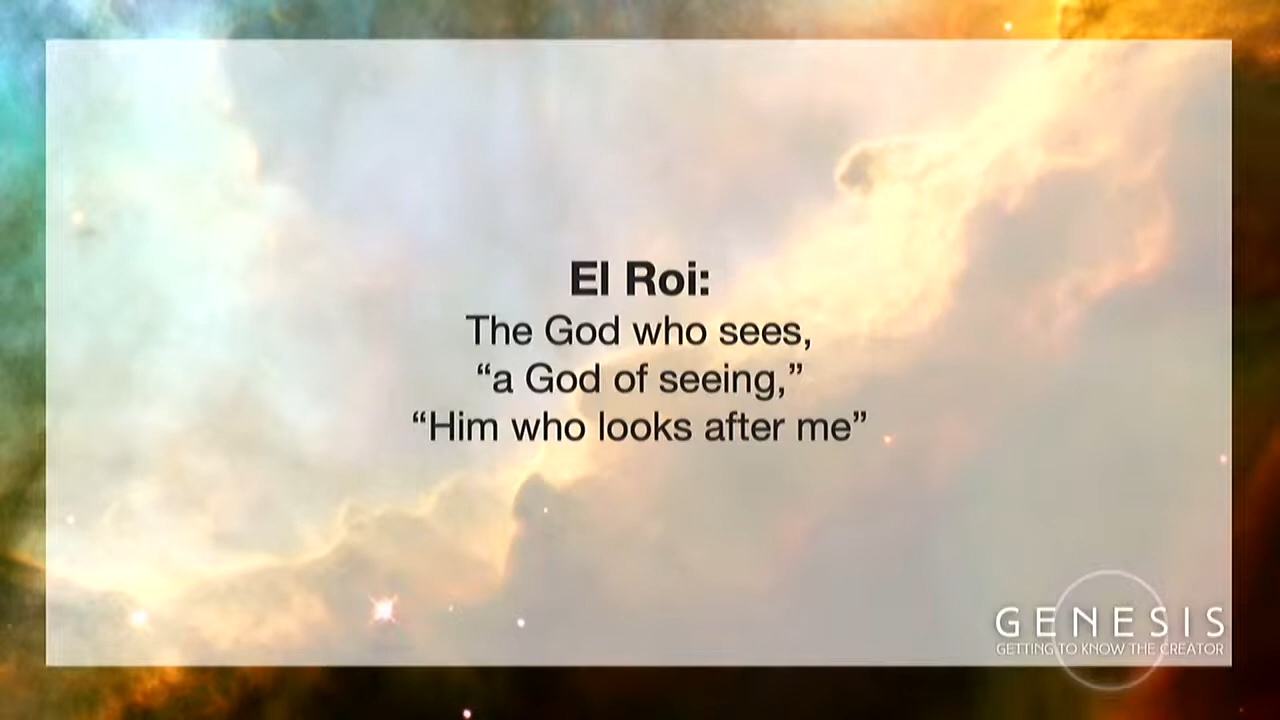 El Roi:
The God who sees,
“a God of seeing,”
“Him who looks after me”
GENESIS
GETTING TO KNOW THE CREATOR